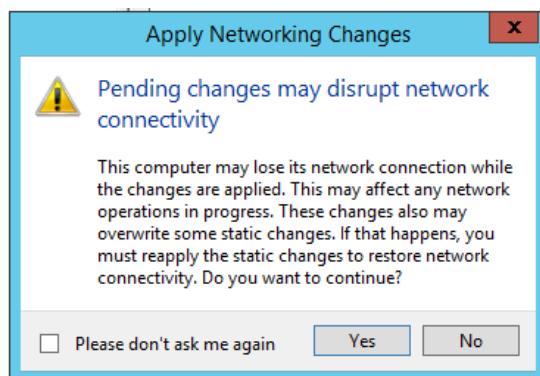 Apply Networking Changes
x
Pending changes may disrupt network
connectivity
This computer may lose its network connection while
the changes are applied. This may affect any network
operations in progress. These changes also may
overwrite some static changes. If that happens, you
must reapply the static changes to restore network
connectivity. Do you want to continue?
Please don't ask me again
Yes
No